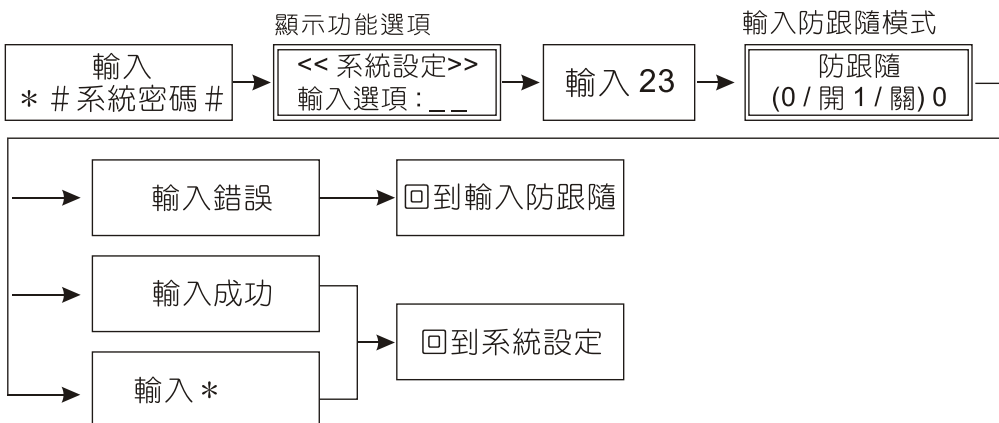 顯示功能選項
輸入防跟隨模式
輸入
＊＃系統密碼＃
<< 系統設定>>
輸入選項:_ _
輸入 23
防跟隨
(0 / 開 1 / 關) 0
輸入錯誤
回到輸入防跟隨
輸入成功
回到系統設定
輸入＊